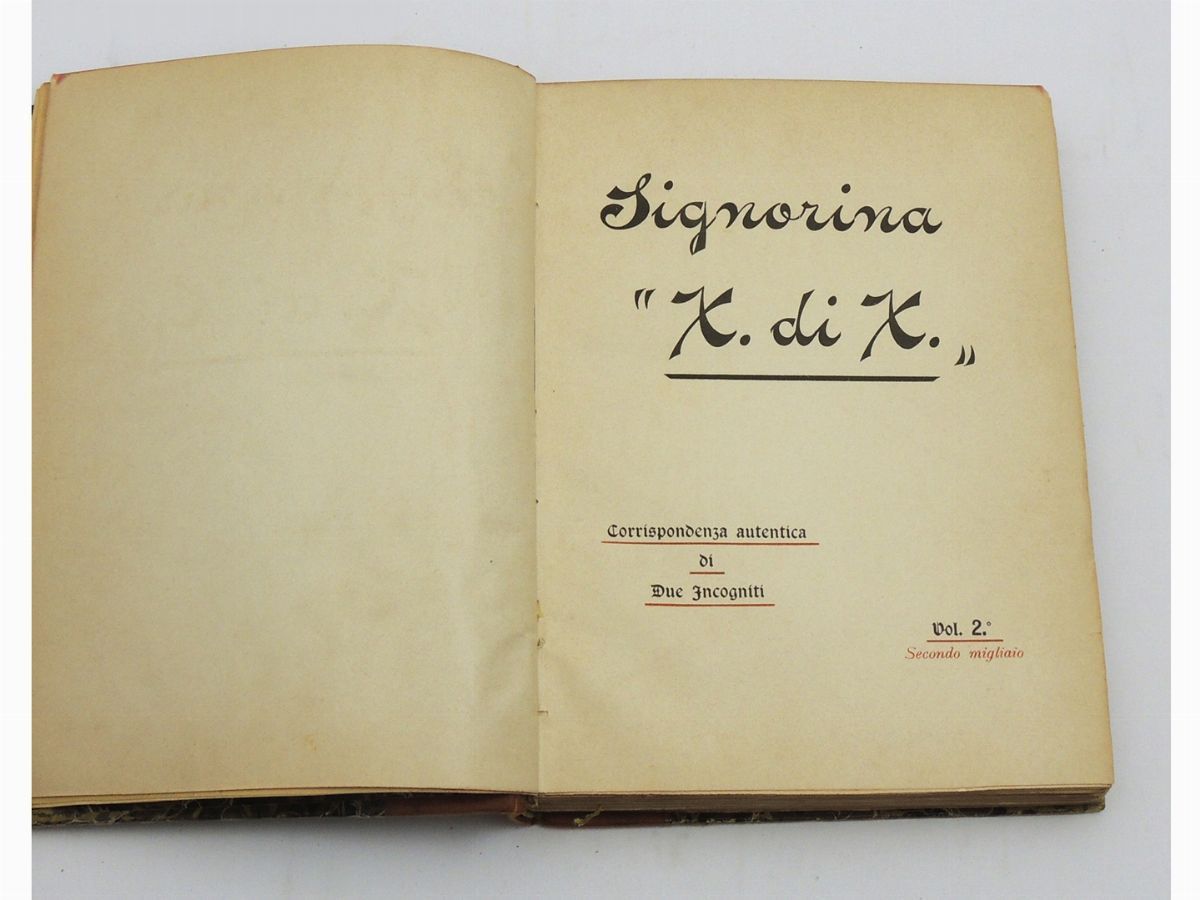 Signorina
"X. di X.„
Corrispondenza autentica
di
Due Incogniti
Vol. 2.°
Secondo migliaio